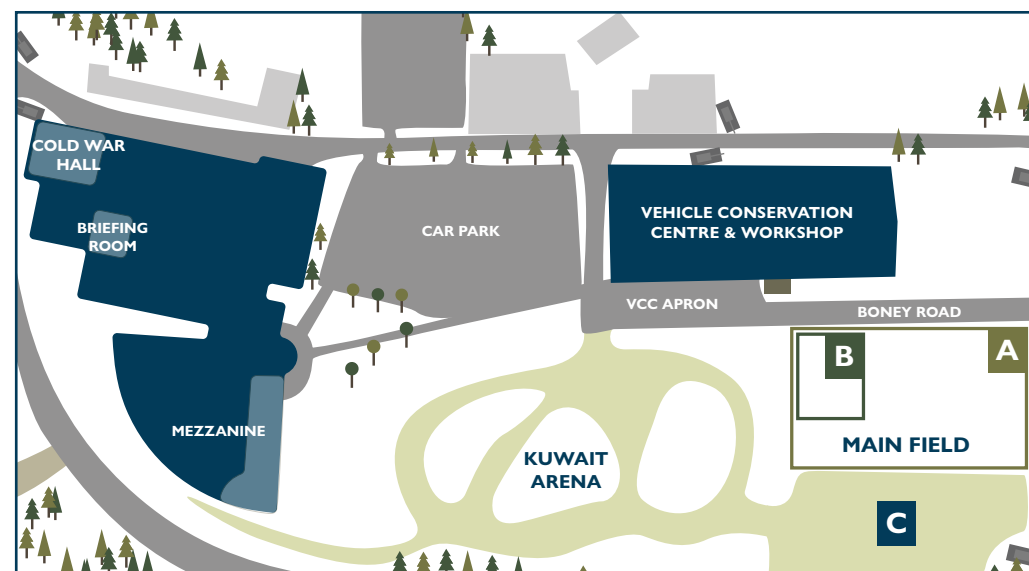 COLD WAR
HALL
BRIEFING
ROOM
CAR PARK
VEHICLE CONSERVATION
CENTRE & WORKSHOP
VCC APRON
BONEY ROAD
B
A
MEZZANINE
KUWAIT
ARENA
MAIN FIELD
C